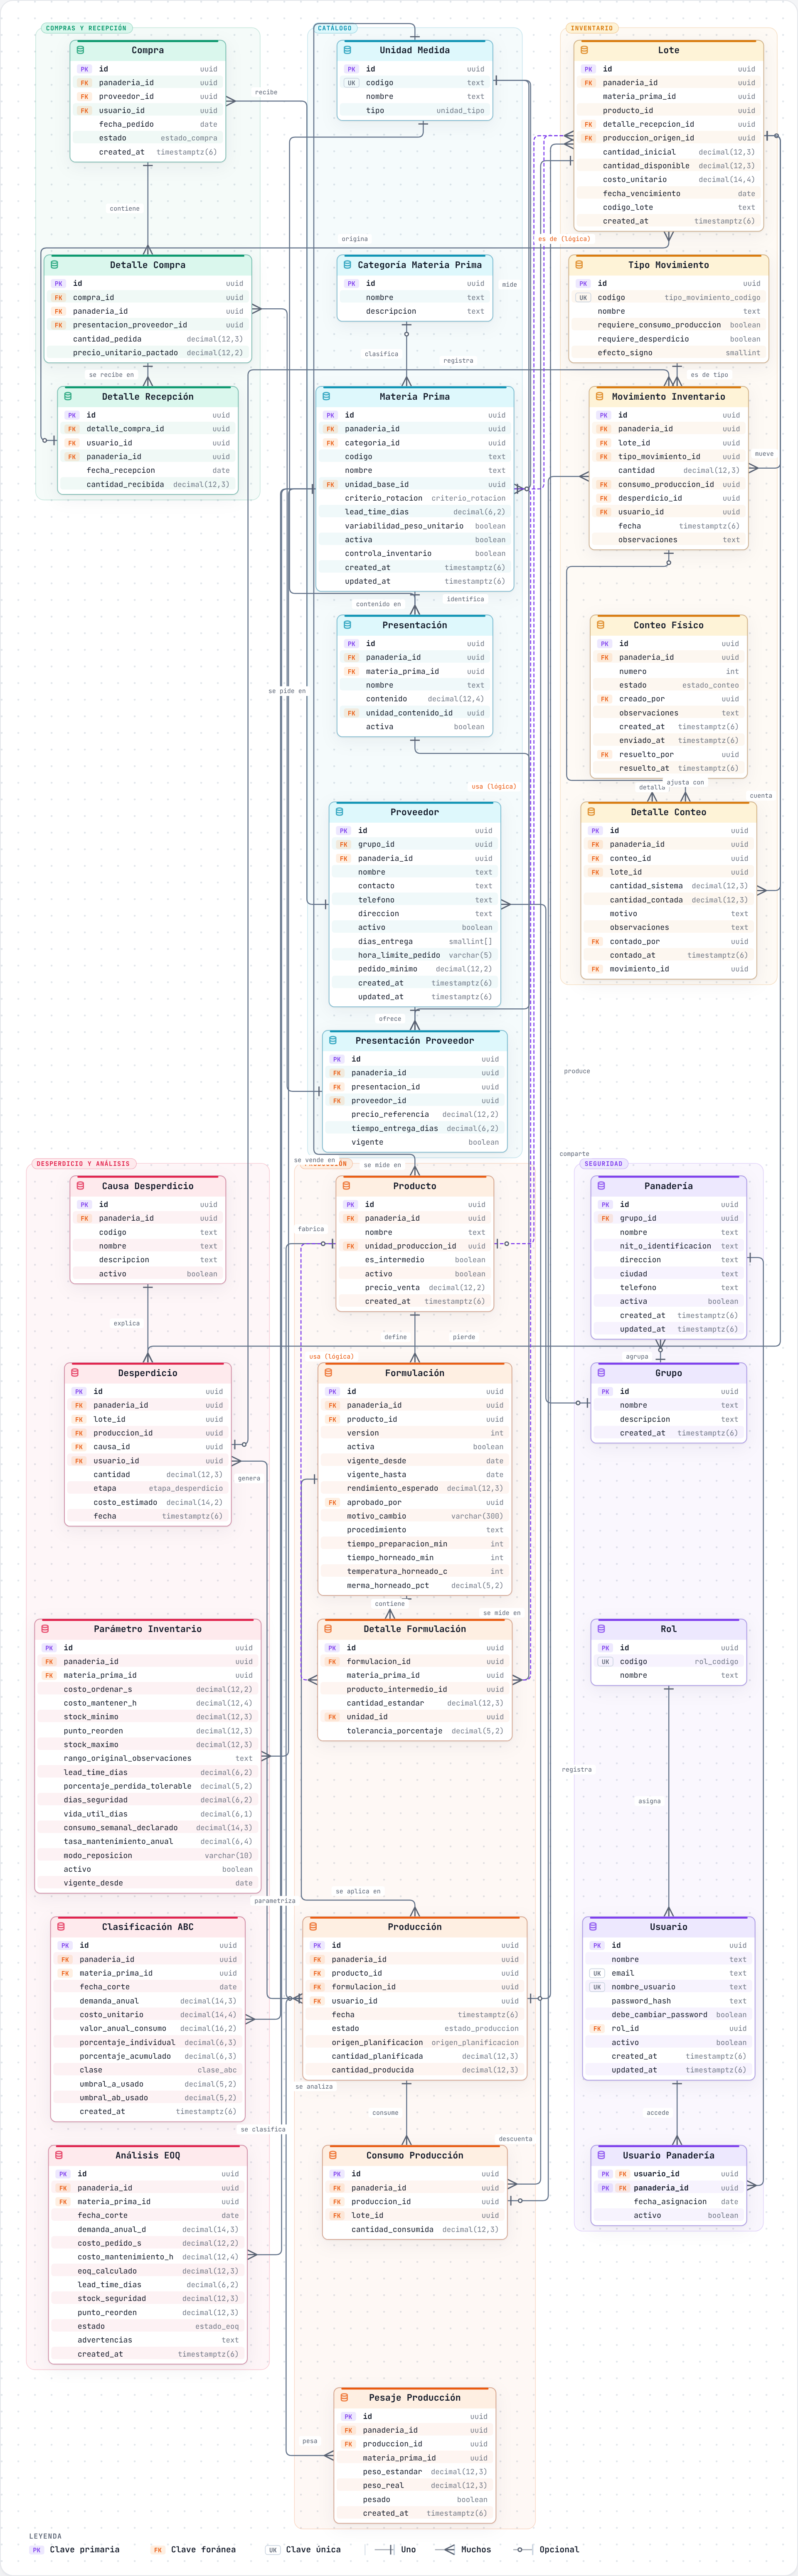 COMPRAS Y RECEPCIÓN
Compra
PK id uuid
FK panaderia_id uuid
FK proveedor_id uuid
FK usuario_id uuid
fecha_pedido date
estado estado_compra
created_at timestamptz(6)
recibe
contiene
Detalle Compra
PK id uuid
FK compra_id uuid
FK panaderia_id uuid
FK presentacion_proveedor_id uuid
cantidad_pedida decimal(12,3)
precio_unitario_pactado decimal(12,2)
se recibe en
Detalle Recepción
PK id uuid
FK detalle_compra_id uuid
FK usuario_id uuid
FK panaderia_id uuid
fecha_recepcion date
cantidad_recibida decimal(12,3)
CATÁLOGO
Unidad Medida
PK id uuid
UK codigo text
nombre text
tipo unidad_tipo
origina
mide
Categoría Materia Prima
PK id uuid
nombre text
descripcion text
clasifica
registra
Materia Prima
PK id uuid
FK panaderia_id uuid
FK categoria_id uuid
codigo text
nombre text
FK unidad_base_id uuid
criterio_rotacion criterio_rotacion
lead_time_dias decimal(6,2)
variabilidad_peso_unitario boolean
activa boolean
controla_inventario boolean
created_at timestamptz(6)
updated_at timestamptz(6)
contenido en
identifica
Presentación
PK id uuid
FK panaderia_id uuid
FK materia_prima_id uuid
nombre text
contenido decimal(12,4)
FK unidad_contenido_id uuid
activa boolean
se pide en
usa (lógica)
Proveedor
PK id uuid
FK grupo_id uuid
FK panaderia_id uuid
nombre text
contacto text
telefono text
direccion text
activo boolean
dias_entrega smallint[]
hora_limite_pedido varchar(5)
pedido_minimo decimal(12,2)
created_at timestamptz(6)
updated_at timestamptz(6)
ofrece
Presentación Proveedor
PK id uuid
FK panaderia_id uuid
FK presentacion_id uuid
FK proveedor_id uuid
precio_referencia decimal(12,2)
tiempo_entrega_dias decimal(6,2)
vigente boolean
INVENTARIO
Lote
PK id uuid
FK panaderia_id uuid
materia_prima_id uuid
producto_id uuid
FK detalle_recepcion_id uuid
FK produccion_origen_id uuid
cantidad_inicial decimal(12,3)
cantidad_disponible decimal(12,3)
costo_unitario decimal(14,4)
fecha_vencimiento date
codigo_lote text
created_at timestamptz(6)
es de (lógica)
Tipo Movimiento
PK id uuid
UK codigo tipo_movimiento_codigo
nombre text
requiere_consumo_produccion boolean
requiere_desperdicio boolean
efecto_signo smallint
es de tipo
Movimiento Inventario
PK id uuid
FK panaderia_id uuid
FK lote_id uuid
FK tipo_movimiento_id uuid
cantidad decimal(12,3)
FK consumo_produccion_id uuid
FK desperdicio_id uuid
FK usuario_id uuid
fecha timestamptz(6)
observaciones text
mueve
Conteo Físico
PK id uuid
FK panaderia_id uuid
numero int
estado estado_conteo
FK creado_por uuid
observaciones text
created_at timestamptz(6)
enviado_at timestamptz(6)
FK resuelto_por uuid
resuelto_at timestamptz(6)
detalla
ajusta con
cuenta
Detalle Conteo
PK id uuid
FK panaderia_id uuid
FK conteo_id uuid
FK lote_id uuid
cantidad_sistema decimal(12,3)
cantidad_contada decimal(12,3)
motivo text
observaciones text
FK contado_por uuid
contado_at timestamptz(6)
FK movimiento_id uuid
produce
comparte
DESPERDICIO Y ANÁLISIS
Causa Desperdicio
PK id uuid
FK panaderia_id uuid
codigo text
nombre text
descripcion text
activo boolean
explica
Desperdicio
PK id uuid
FK panaderia_id uuid
FK lote_id uuid
FK produccion_id uuid
FK causa_id uuid
FK usuario_id uuid
cantidad decimal(12,3)
etapa etapa_desperdicio
costo_estimado decimal(14,2)
fecha timestamptz(6)
genera
Parámetro Inventario
PK id uuid
FK panaderia_id uuid
FK materia_prima_id uuid
costo_ordenar_s decimal(12,2)
costo_mantener_h decimal(12,4)
stock_minimo decimal(12,3)
punto_reorden decimal(12,3)
stock_maximo decimal(12,3)
rango_original_observaciones text
lead_time_dias decimal(6,2)
porcentaje_perdida_tolerable decimal(5,2)
dias_seguridad decimal(6,2)
vida_util_dias decimal(6,1)
consumo_semanal_declarado decimal(14,3)
tasa_mantenimiento_anual decimal(6,4)
modo_reposicion varchar(10)
activo boolean
vigente_desde date
parametriza
Clasificación ABC
PK id uuid
FK panaderia_id uuid
FK materia_prima_id uuid
fecha_corte date
demanda_anual decimal(14,3)
costo_unitario decimal(14,4)
valor_anual_consumo decimal(16,2)
porcentaje_individual decimal(6,3)
porcentaje_acumulado decimal(6,3)
clase clase_abc
umbral_a_usado decimal(5,2)
umbral_ab_usado decimal(5,2)
created_at timestamptz(6)
se analiza
se clasifica
Análisis EOQ
PK id uuid
FK panaderia_id uuid
FK materia_prima_id uuid
fecha_corte date
demanda_anual_d decimal(14,3)
costo_pedido_s decimal(12,2)
costo_mantenimiento_h decimal(12,4)
eoq_calculado decimal(12,3)
lead_time_dias decimal(6,2)
stock_seguridad decimal(12,3)
punto_reorden decimal(12,3)
estado estado_eoq
advertencias text
created_at timestamptz(6)
se vende en
se mide en
Producto
PK id uuid
FK panaderia_id uuid
nombre text
FK unidad_produccion_id uuid
es_intermedio boolean
activo boolean
precio_venta decimal(12,2)
created_at timestamptz(6)
fabrica
define
pierde
usa (lógica)
Formulación
PK id uuid
FK panaderia_id uuid
FK producto_id uuid
version int
activa boolean
vigente_desde date
vigente_hasta date
rendimiento_esperado decimal(12,3)
FK aprobado_por uuid
motivo_cambio varchar(300)
procedimiento text
tiempo_preparacion_min int
tiempo_horneado_min int
temperatura_horneado_c int
merma_horneado_pct decimal(5,2)
contiene
se mide en
Detalle Formulación
PK id uuid
FK formulacion_id uuid
materia_prima_id uuid
producto_intermedio_id uuid
cantidad_estandar decimal(12,3)
FK unidad_id uuid
tolerancia_porcentaje decimal(5,2)
registra
se aplica en
Producción
PK id uuid
FK panaderia_id uuid
FK producto_id uuid
FK formulacion_id uuid
FK usuario_id uuid
fecha timestamptz(6)
estado estado_produccion
origen_planificacion origen_planificacion
cantidad_planificada decimal(12,3)
cantidad_producida decimal(12,3)
consume
descuenta
Consumo Producción
PK id uuid
FK panaderia_id uuid
FK produccion_id uuid
FK lote_id uuid
cantidad_consumida decimal(12,3)
pesa
Pesaje Producción
PK id uuid
FK panaderia_id uuid
FK produccion_id uuid
materia_prima_id uuid
peso_estandar decimal(12,3)
peso_real decimal(12,3)
pesado boolean
created_at timestamptz(6)
SEGURIDAD
Panadería
PK id uuid
FK grupo_id uuid
nombre text
nit_o_identificacion text
direccion text
ciudad text
telefono text
activa boolean
created_at timestamptz(6)
updated_at timestamptz(6)
agrupa
Grupo
PK id uuid
nombre text
descripcion text
created_at timestamptz(6)
Rol
PK id uuid
UK codigo rol_codigo
nombre text
asigna
Usuario
PK id uuid
nombre text
UK email text
UK nombre_usuario text
password_hash text
debe_cambiar_password boolean
FK rol_id uuid
activo boolean
created_at timestamptz(6)
updated_at timestamptz(6)
accede
Usuario Panadería
PK FK usuario_id uuid
PK FK panaderia_id uuid
fecha_asignacion date
activo boolean
LEYENDA
PK Clave primaria FK Clave foránea UK Clave única Uno Muchos Opcional